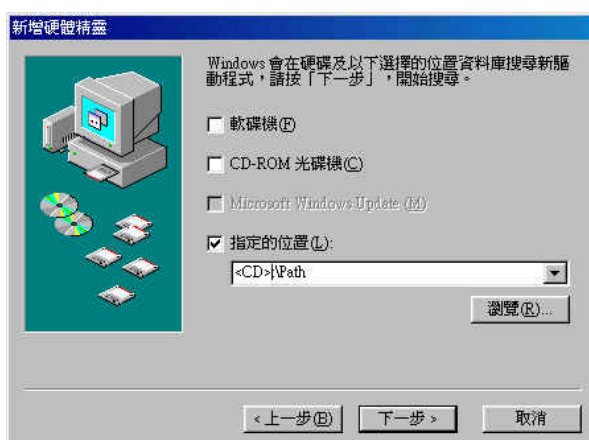 新增硬體精靈
Windows 會在硬碟及以下選擇的位置資料庫搜尋新驅
動程式,請按「下一步」,開始搜尋。
軟碟機(F)
CD-ROM 光碟機(C)
Microsoft Windows Update (M)
指定的位置(L):
<CD>\Path
瀏覽(R)...
<上一步(B)
下一步 >
取消